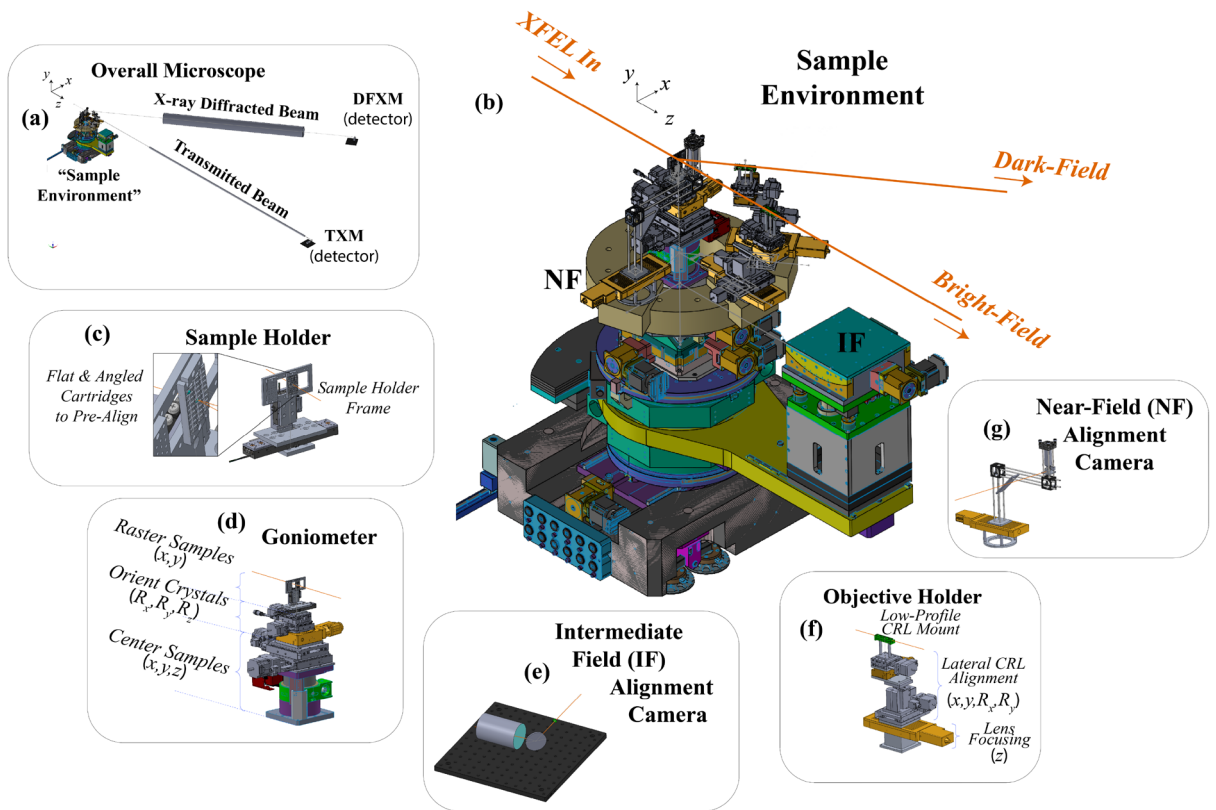 Overall Microscope
y
x
z
(a)
X-ray Diffracted Beam
DFXM
(detector)
Transmitted Beam
“Sample
Environment”
TXM
(detector)
(b)
XFEL In
y
x
z
Sample
Environment
Dark-Field
Bright-Field
NF
IF
(c)
Sample Holder
Flat & Angled
Cartridges
to Pre-Align
Sample Holder
Frame
(d)
Goniometer
Raster Samples
(x,y)
Orient Crystals
(Rx,Ry,Rz)
Center Samples
(x,y,z)
(e)
Intermediate
Field (IF)
Alignment
Camera
(f)
Objective Holder
Low-Profile
CRL Mount
Lateral CRL
Alignment
(x,y,Rx,Ry)
Lens
Focusing
(z)
(g)
Near-Field (NF)
Alignment
Camera